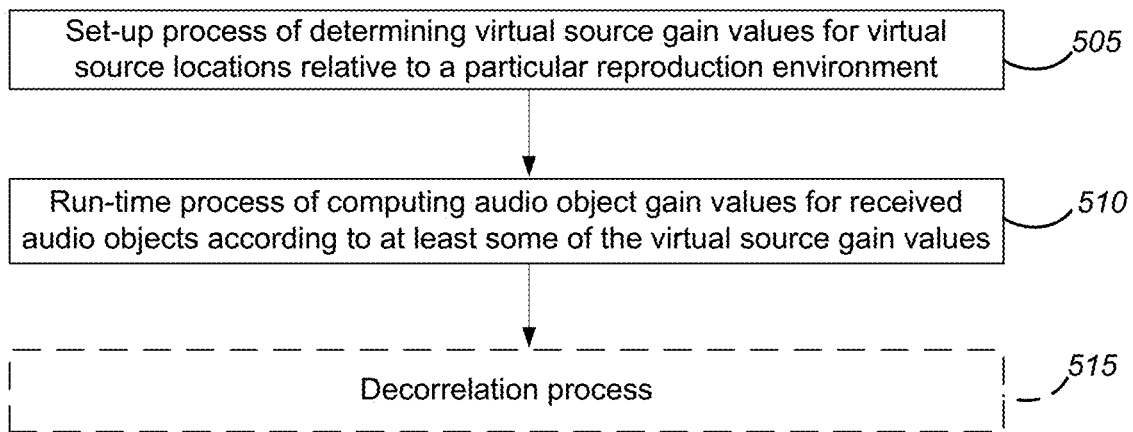 Set-up process of determining virtual source gain values for virtual
source locations relative to a particular reproduction environment
505
Run-time process of computing audio object gain values for received
audio objects according to at least some of the virtual source gain values
510
Decorrelation process
515